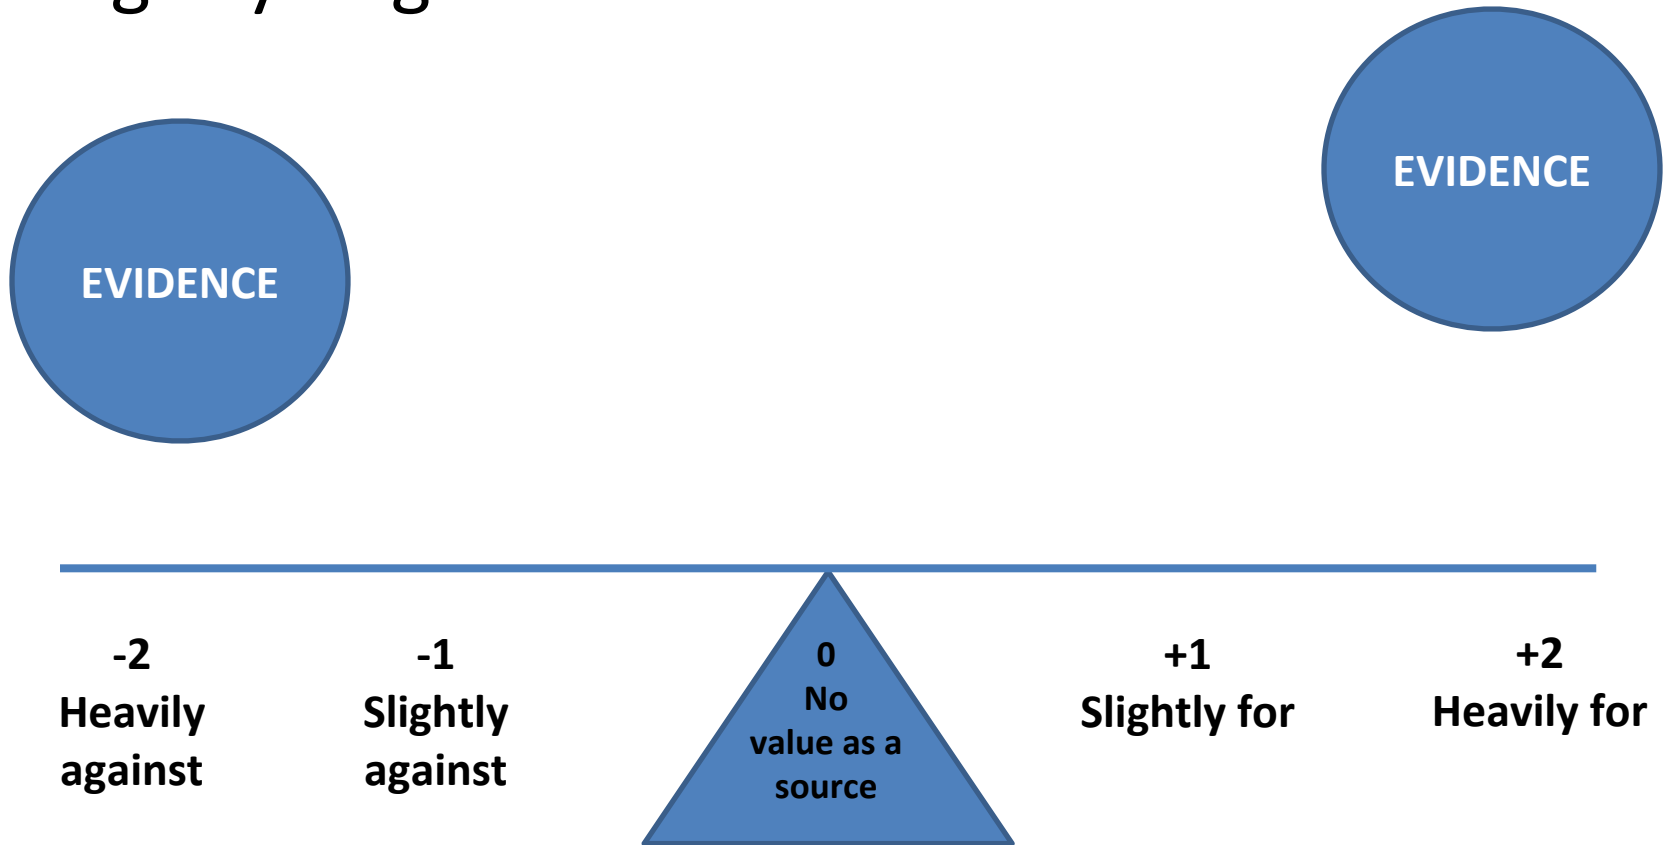 EVIDENCE
EVIDENCE
-2
Heavily
against
-1
Slightly
against
0
No
value as a
source
+1
Slightly for
+2
Heavily for